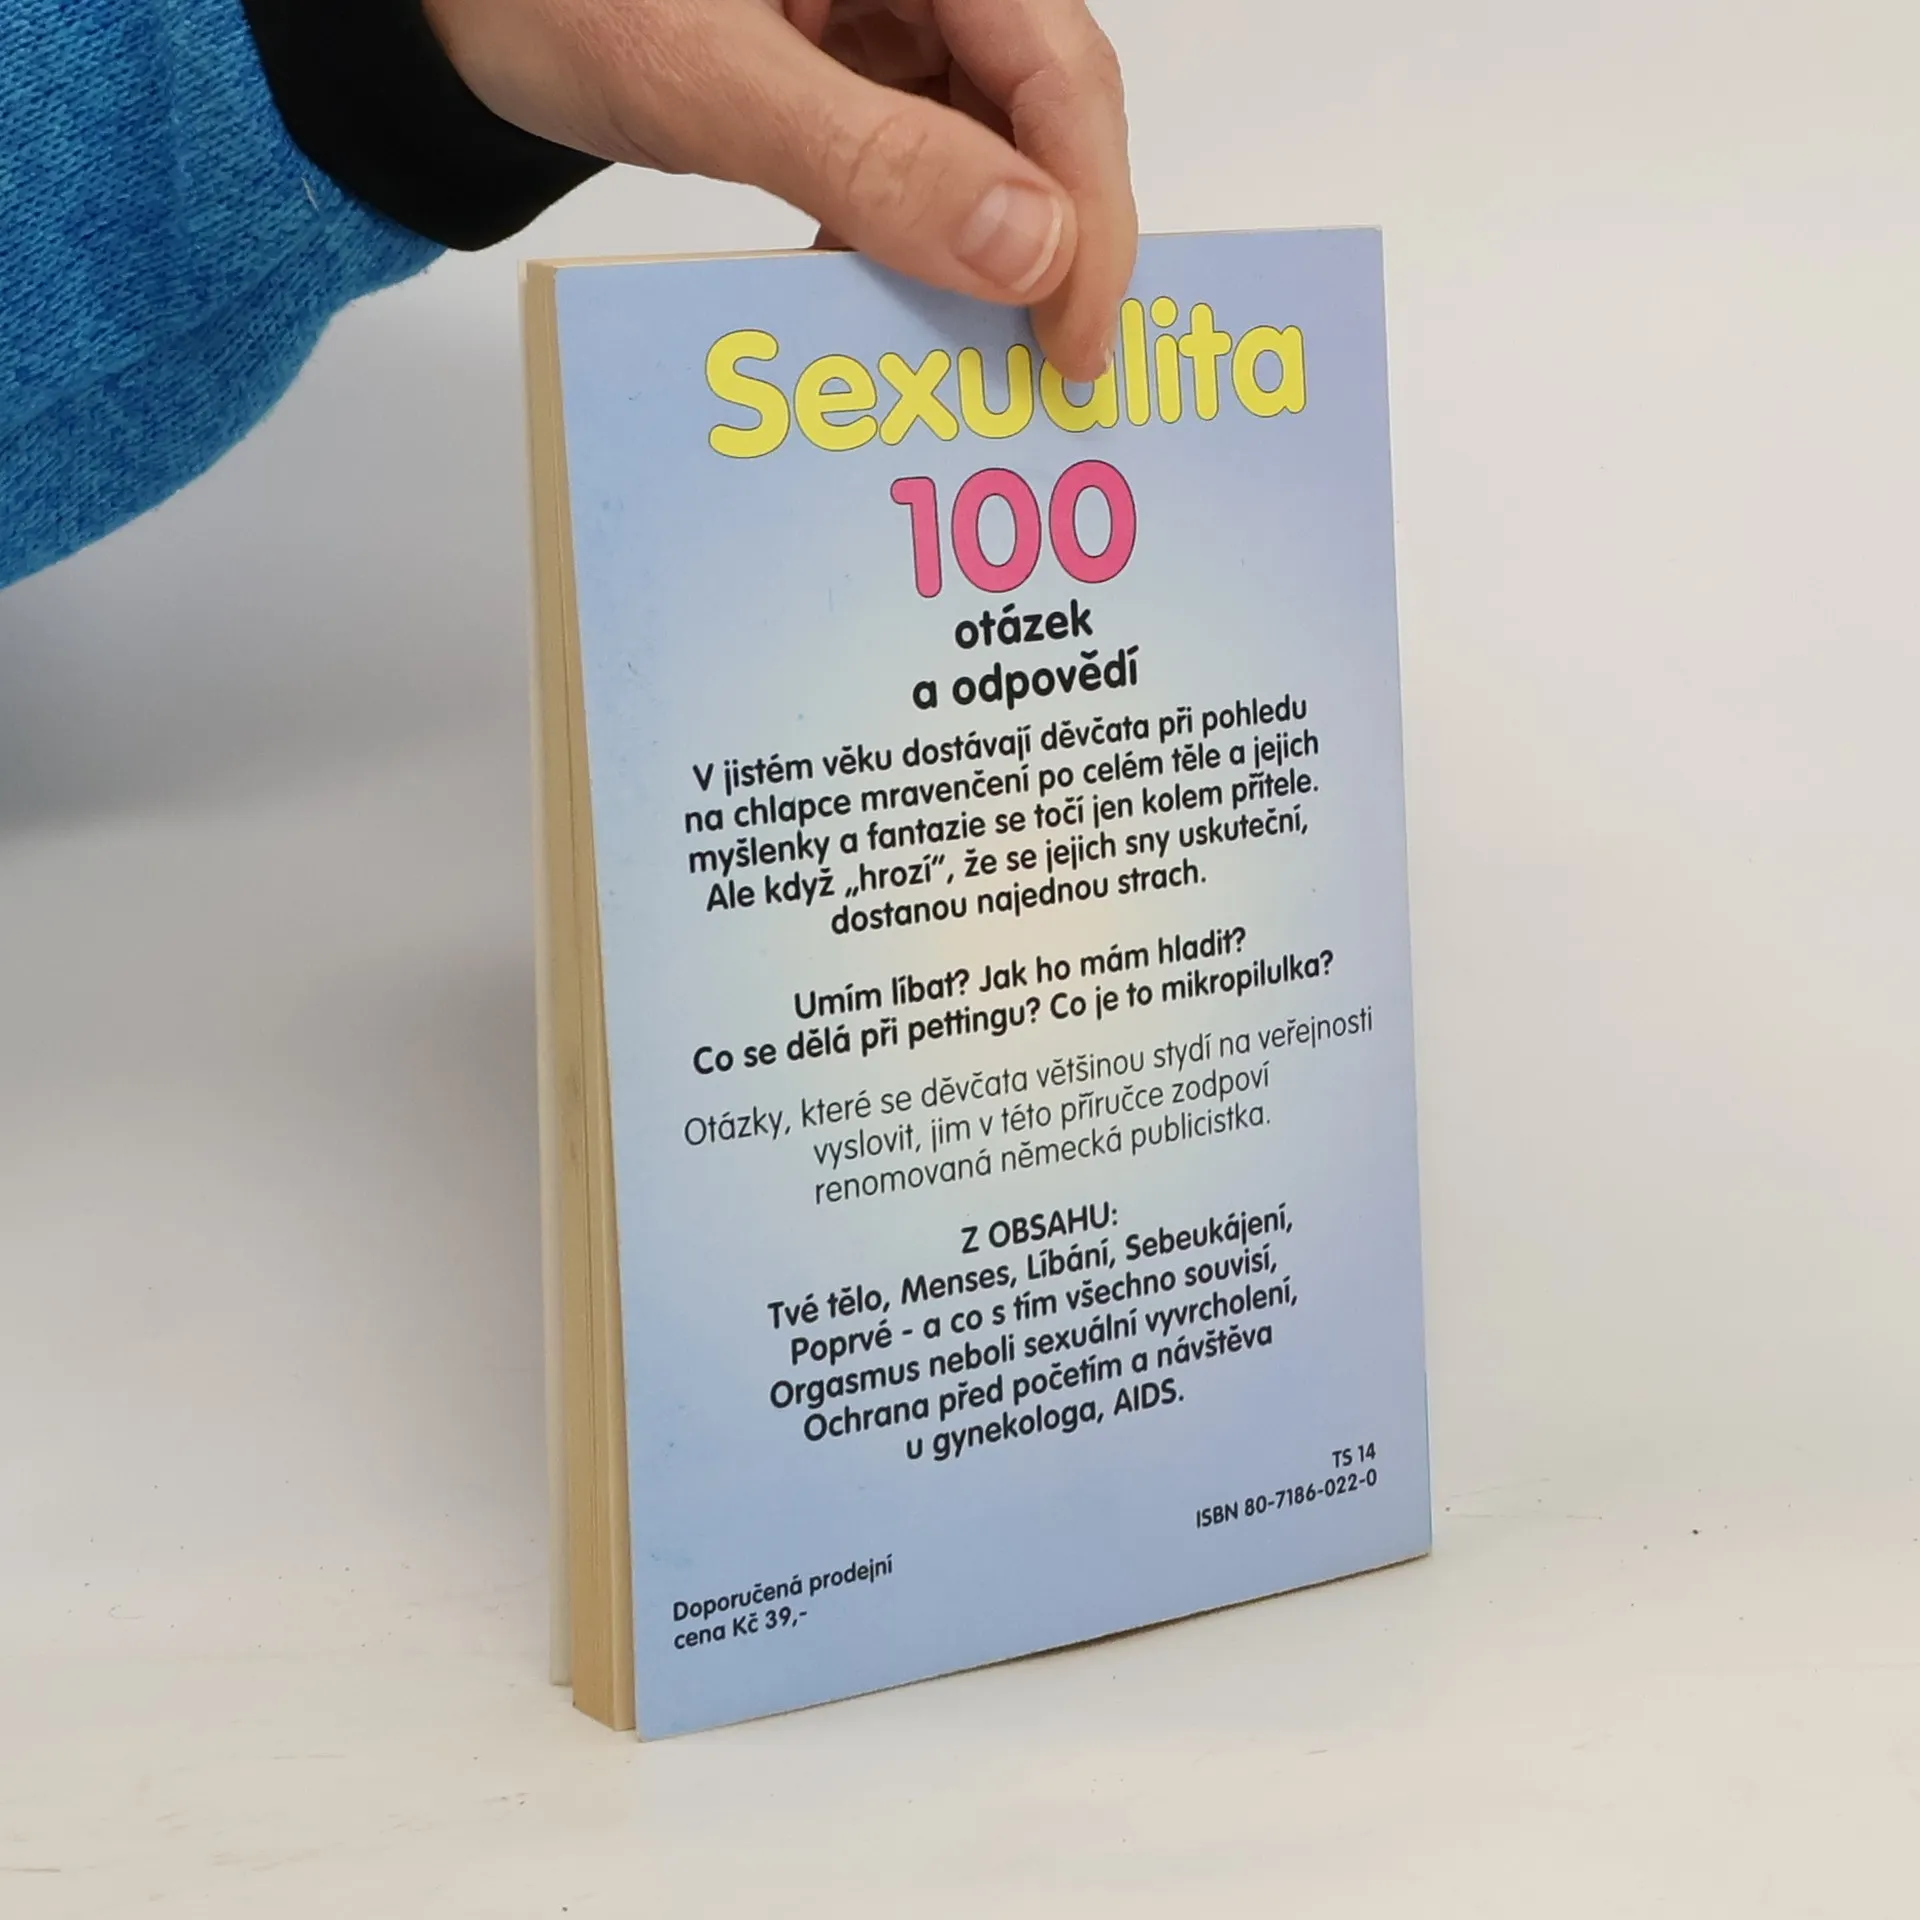 Sexualita
100
otázek
a odpovědí
V jistém věku dostávají děvčata při pohledu
na chlapce mravenčení po celém těle a jejich
myšlenky a fantazie se točí jen kolem přítele.
Ale když „hrozí“, že se jejich sny uskuteční,
dostanou najednou strach.
Umím líbat? Jak ho mám hladit?
Co se dělá při pettingu? Co je to mikropilulka?
Otázky, které se děvčata většinou stydí na veřejnosti
vyslovit, jim v této příručce zodpoví
renomovaná německá publicistka.
Z OBSAHU:
Tvé tělo, Menses, Líbání, Sebeukájení,
Poprvé - a co s tím všechno souvisí,
Orgasmus neboli sexuální vyvrcholení,
Ochrana před početím a návštěva
u gynekologa, AIDS.
TS 14
ISBN 80-7186-022-0
Doporučená prodejní
cena Kč 39,-